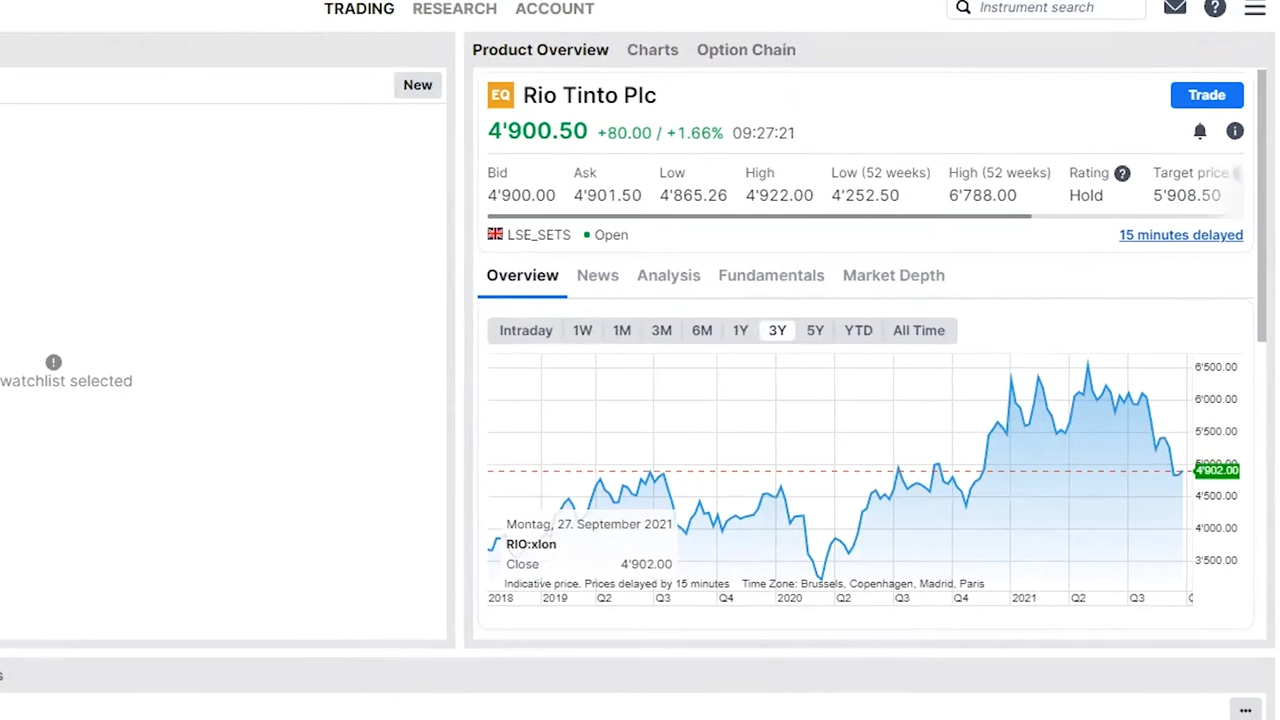 TRADING RESEARCH ACCOUNT
Instrument search
?
New
watchlist selected
Product Overview Charts Option Chain
EQ Rio Tinto Plc
Trade
4'900.50 +80.00 / +1.66% 09:27:21
Bid Ask Low High Low (52 weeks) High (52 weeks) Rating ? Target price
4'900.00 4'901.50 4'865.26 4'922.00 4'252.50 6'788.00 Hold 5'908.50
LSE_SETS Open
15 minutes delayed
Overview News Analysis Fundamentals Market Depth
Intraday 1W 1M 3M 6M 1Y 3Y 5Y YTD All Time
6'500.00
6'000.00
5'500.00
5'000.00
4'902.00
4'500.00
4'000.00
3'500.00
Montag, 27. September 2021
RIO:xlon
Close 4'902.00
Indicative price. Prices delayed by 15 minutes Time Zone: Brussels, Copenhagen, Madrid, Paris
2018 2019 Q2 Q3 Q4 2020 Q2 Q3 Q4 2021 Q2 Q3
s